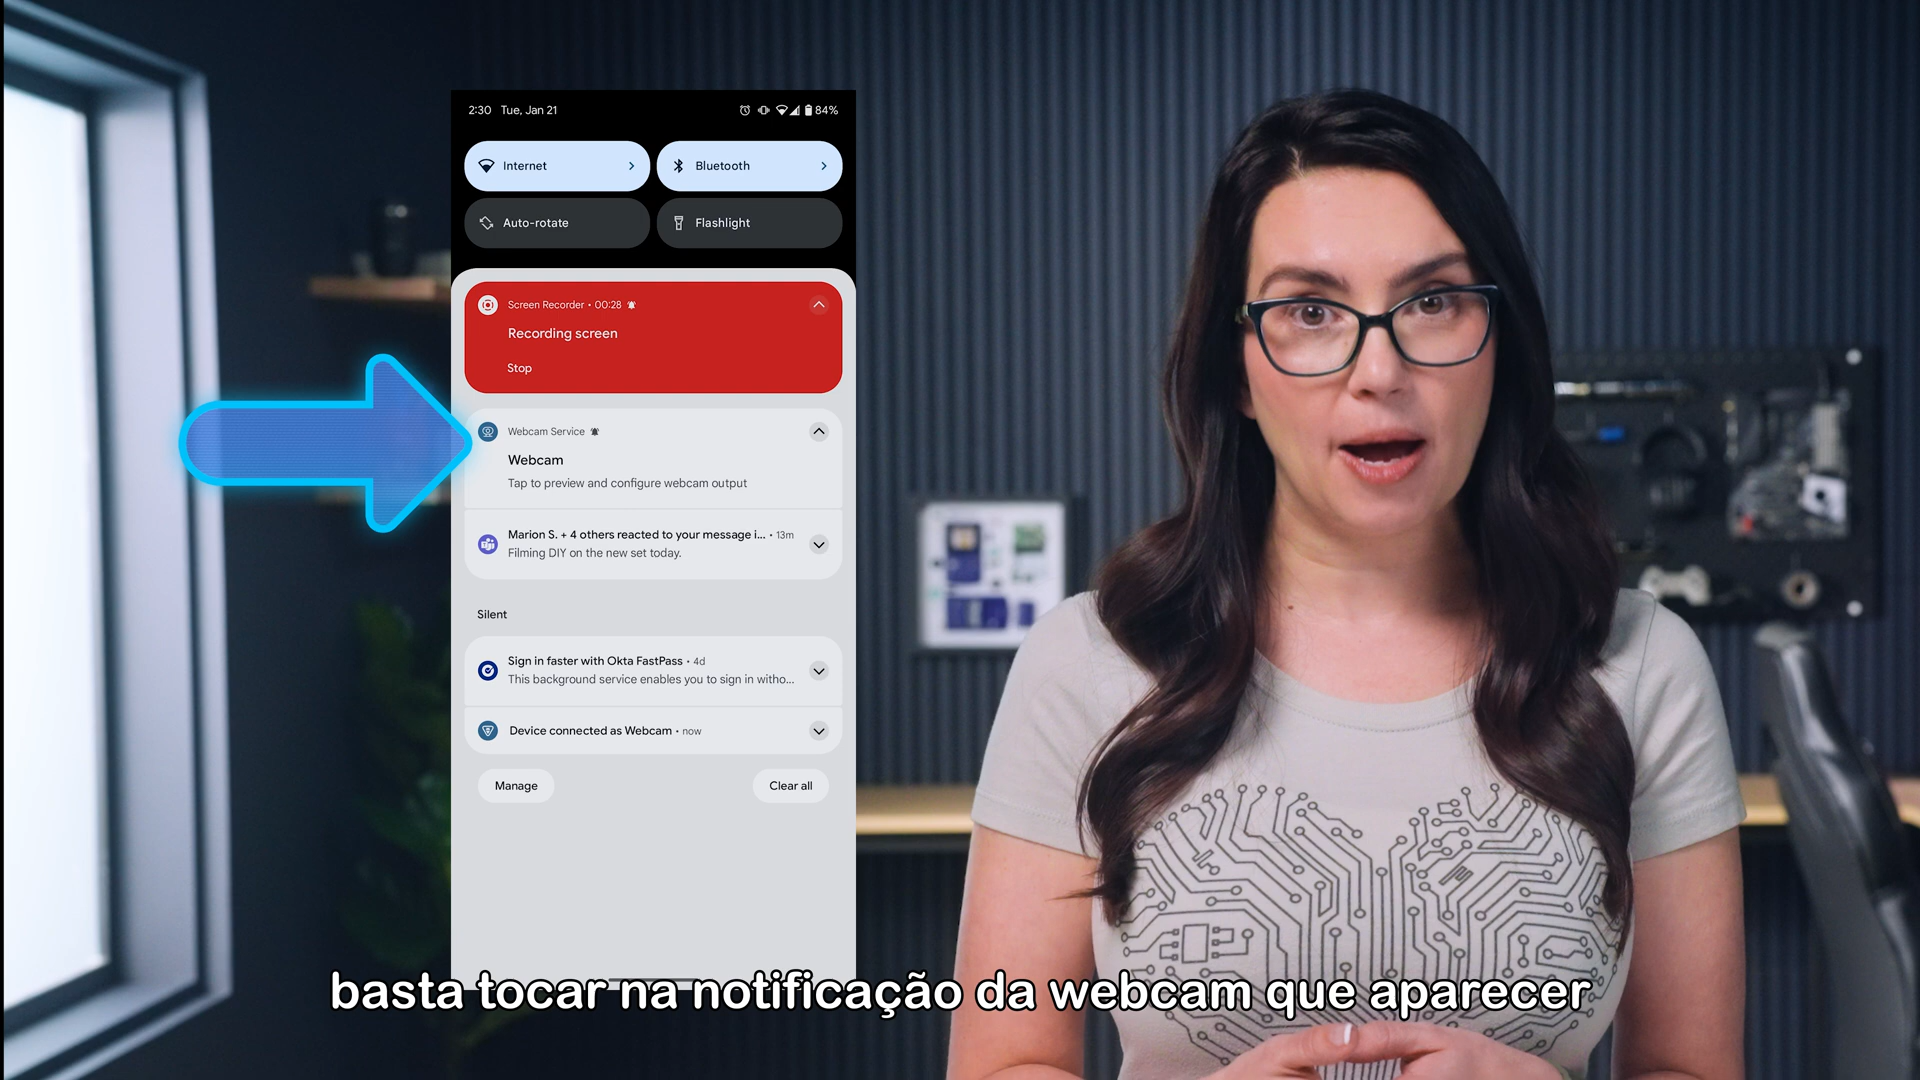 2:30 Tue, Jan 21 84%
Internet Bluetooth
Auto-rotate Flashlight
Screen Recorder • 00:28
Recording screen
Stop
Webcam Service
Webcam
Tap to preview and configure webcam output
Marion S. + 4 others reacted to your message i... • 13m
Filming DIY on the new set today.
Silent
Sign in faster with Okta FastPass • 4d
This background service enables you to sign in witho...
Device connected as Webcam • now
Manage Clear all
basta tocar na notificação da webcam que aparecer